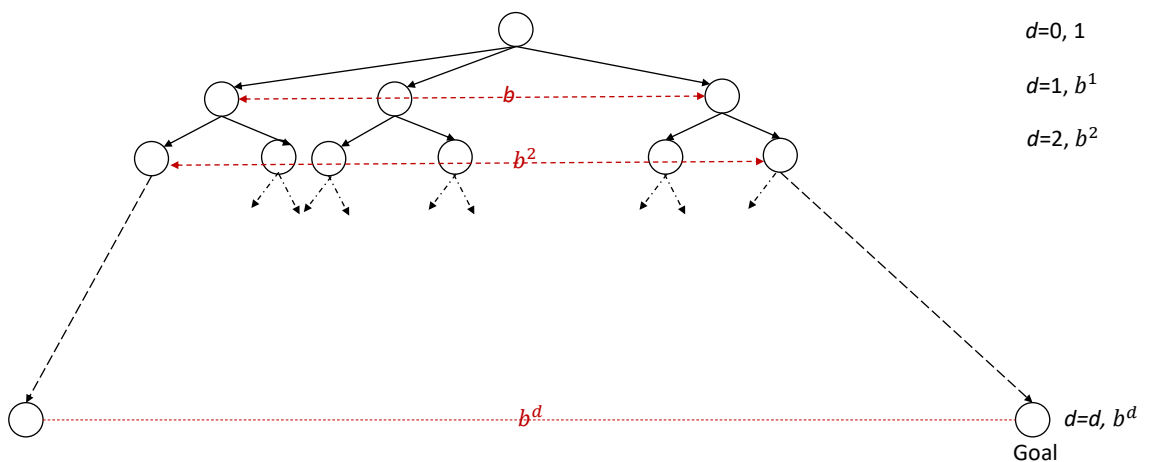 d=0, 1
b
d=1, b¹
b²
d=2, b²
bᵈ
d=d, bᵈ
Goal